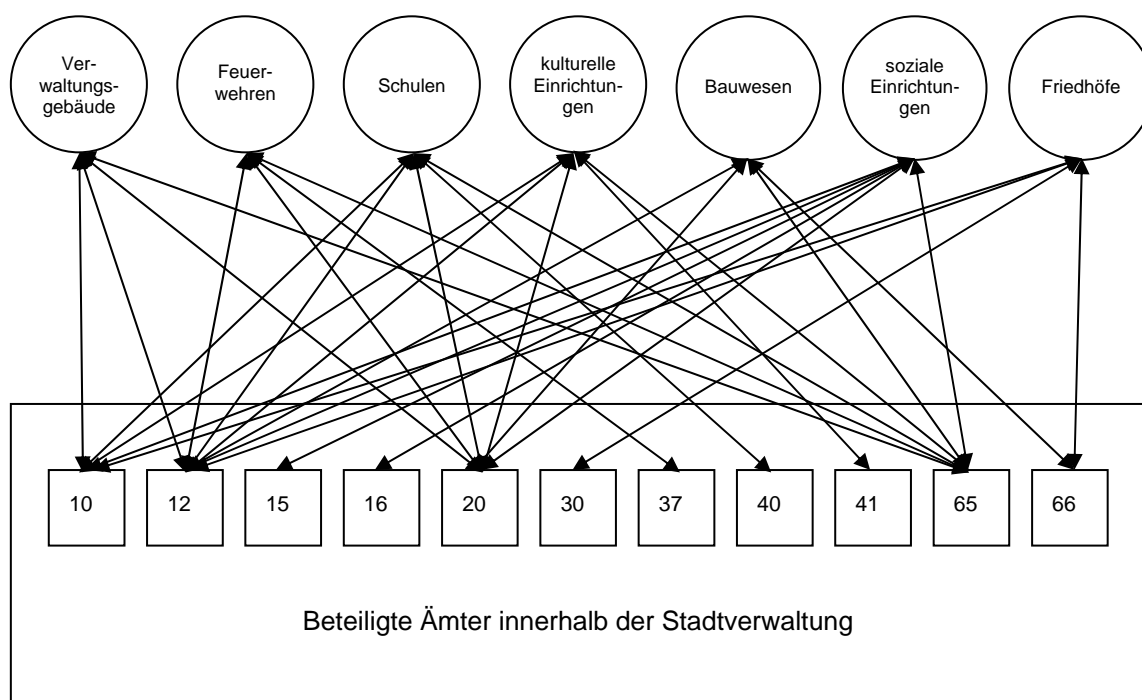 Ver-
waltungs-
gebäude
Feuer-
wehren
Schulen
kulturelle
Einrichtun-
gen
Bauwesen
soziale
Einrichtun-
gen
Friedhöfe
10
12
15
16
20
30
37
40
41
65
66
Beteiligte Ämter innerhalb der Stadtverwaltung